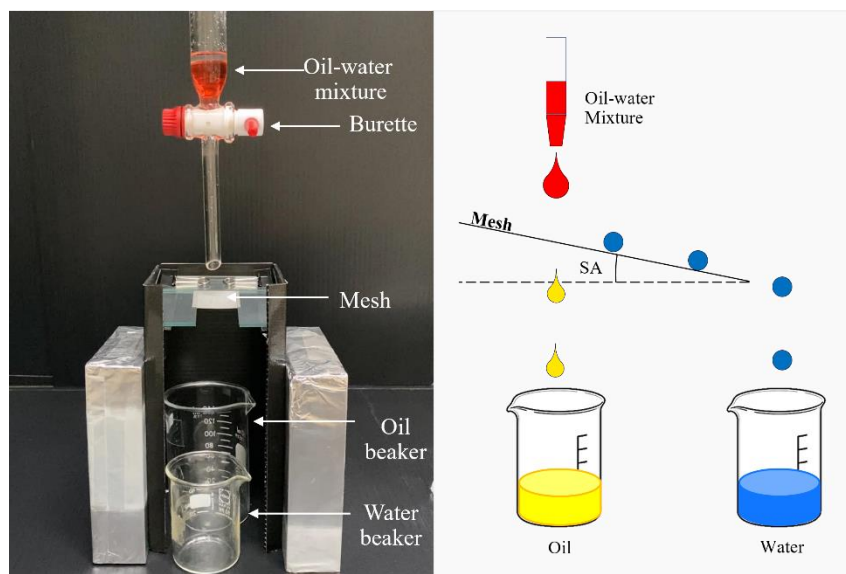 Oil-water
mixture
Burette
Mesh
Oil
beaker
Water
beaker
Oil-water
Mixture
Mesh
SA
Oil
Water